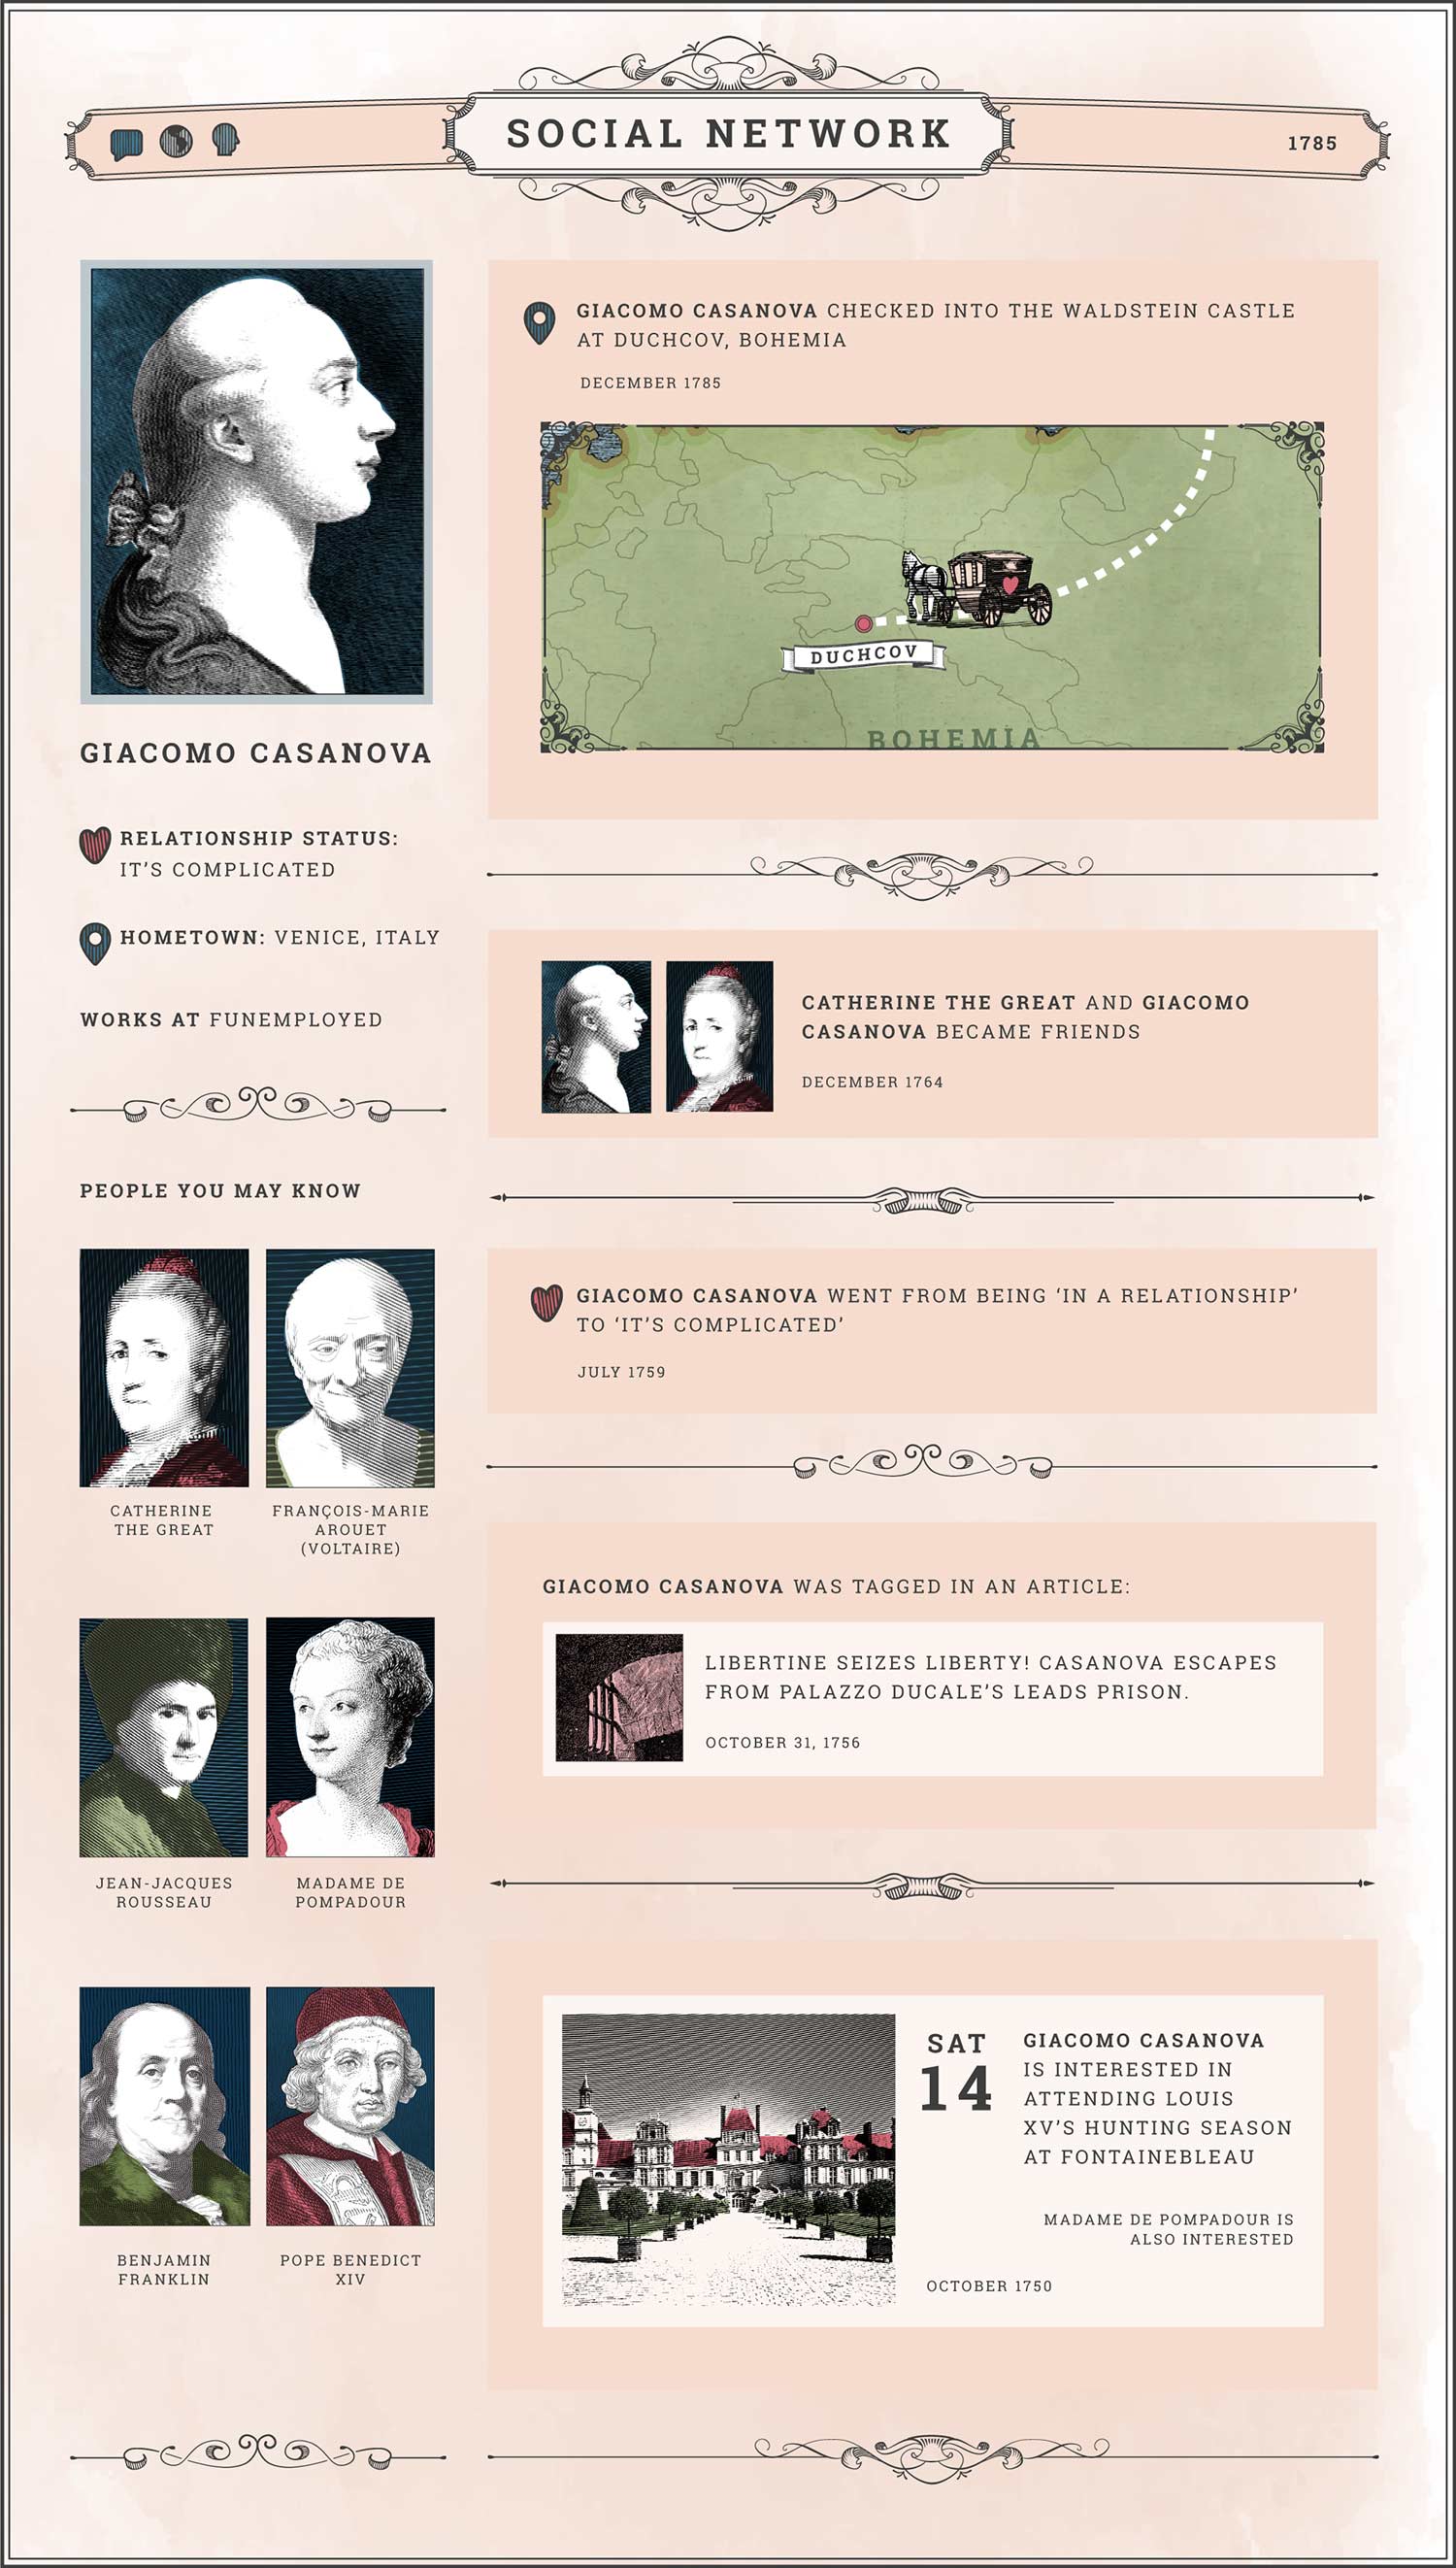 SOCIAL NETWORK
1785
GIACOMO CASANOVA
RELATIONSHIP STATUS:
IT'S COMPLICATED
HOMETOWN: VENICE, ITALY
WORKS AT FUNEMPLOYED
PEOPLE YOU MAY KNOW
CATHERINE
THE GREAT
FRANÇOIS-MARIE
AROUET
(VOLTAIRE)
JEAN-JACQUES
ROUSSEAU
MADAME DE
POMPADOUR
BENJAMIN
FRANKLIN
POPE BENEDICT
XIV
GIACOMO CASANOVA CHECKED INTO THE WALDSTEIN CASTLE
AT DUCHCOV, BOHEMIA
DECEMBER 1785
DUCHCOV
BOHEMIA
CATHERINE THE GREAT AND GIACOMO
CASANOVA BECAME FRIENDS
DECEMBER 1764
GIACOMO CASANOVA WENT FROM BEING ‘IN A RELATIONSHIP’
TO ‘IT’S COMPLICATED’
JULY 1759
GIACOMO CASANOVA WAS TAGGED IN AN ARTICLE:
LIBERTINE SEIZES LIBERTY! CASANOVA ESCAPES
FROM PALAZZO DUCALE’S LEADS PRISON.
OCTOBER 31, 1756
SAT
14
GIACOMO CASANOVA
IS INTERESTED IN
ATTENDING LOUIS
XV’S HUNTING SEASON
AT FONTAINEBLEAU
MADAME DE POMPADOUR IS
ALSO INTERESTED
OCTOBER 1750